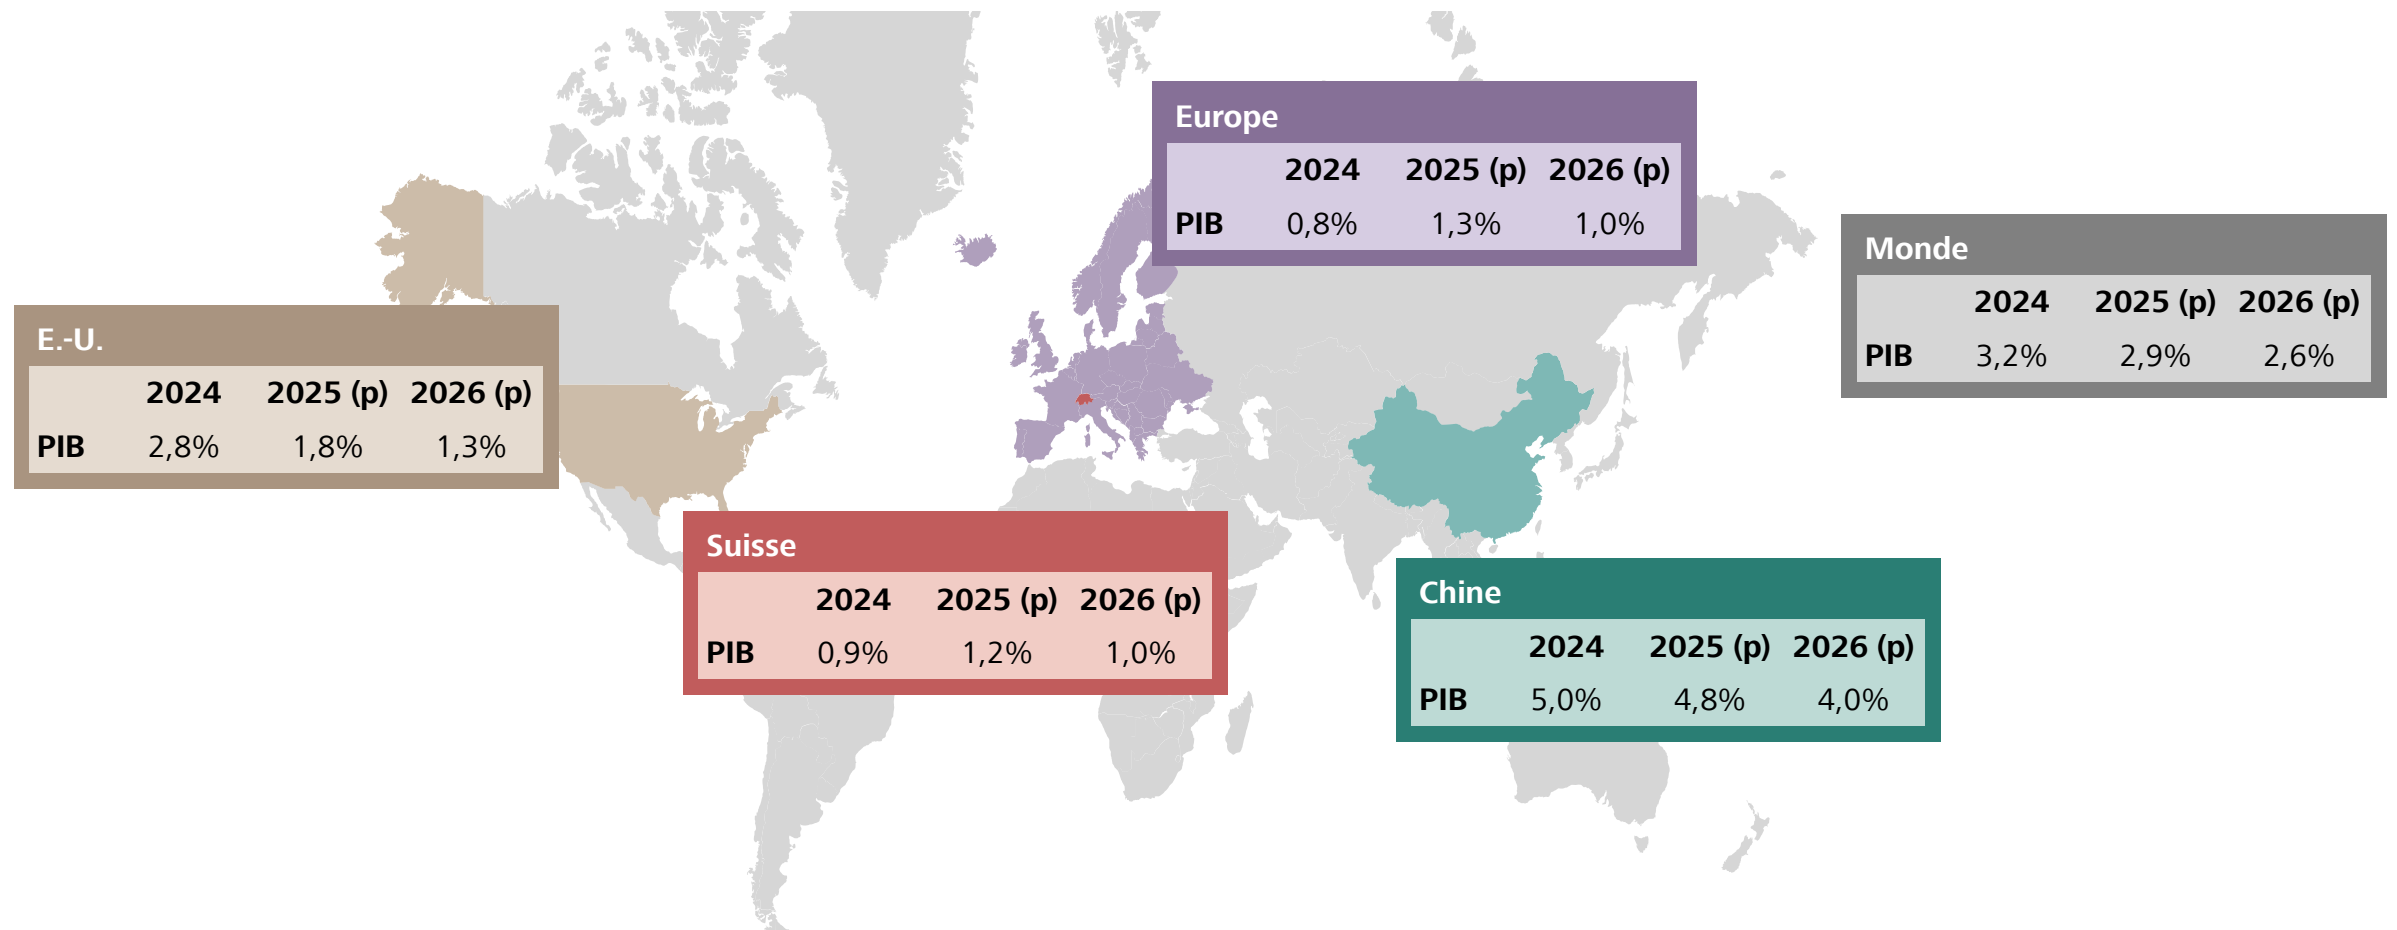 Europe
2024 2025 (p) 2026 (p)
PIB 0,8% 1,3% 1,0%
Monde
2024 2025 (p) 2026 (p)
PIB 3,2% 2,9% 2,6%
E.-U.
2024 2025 (p) 2026 (p)
PIB 2,8% 1,8% 1,3%
Suisse
2024 2025 (p) 2026 (p)
PIB 0,9% 1,2% 1,0%
Chine
2024 2025 (p) 2026 (p)
PIB 5,0% 4,8% 4,0%